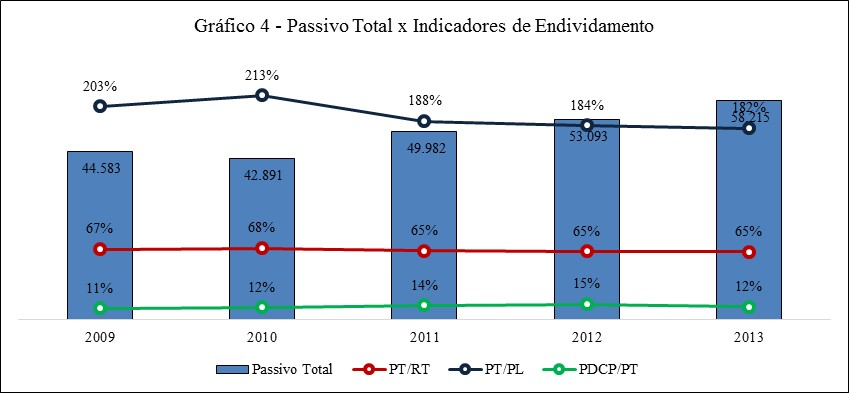 Gráfico 4 - Passivo Total x Indicadores de Endividamento
203% 213% 188% 184% 182%
44.583 42.891 49.982 53.093 58.215
67% 68% 65% 65% 65%
11% 12% 14% 15% 12%
2009 2010 2011 2012 2013
Passivo Total PT/RT PT/PL PDCP/PT